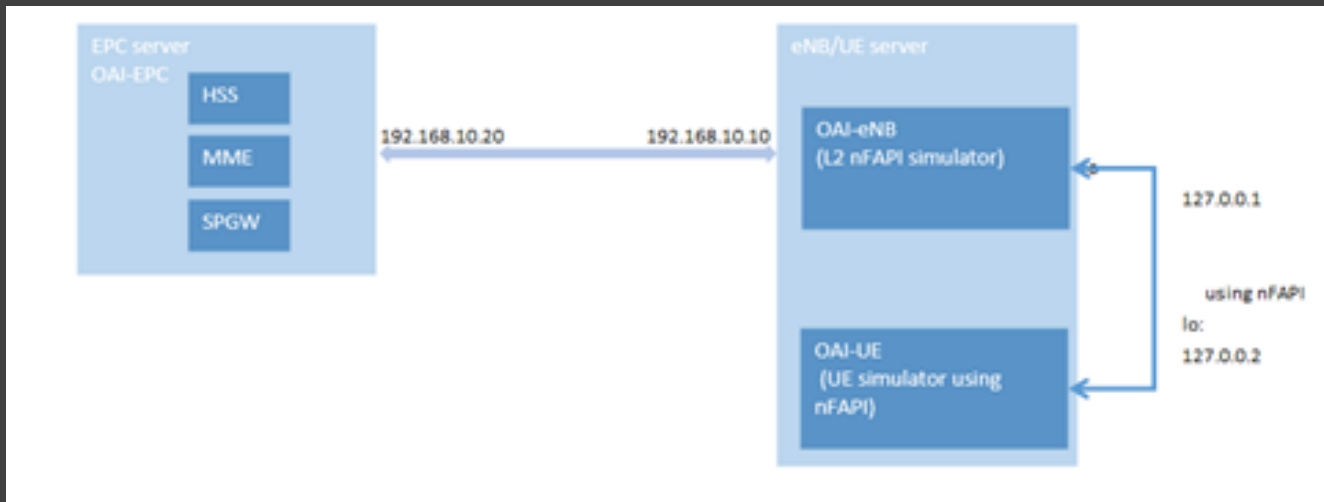 EPC server
OAI-EPC
HSS
MME
SPGW
192.168.10.20
192.168.10.10
eNB/UE server
OAI-eNB
(L2 nFAPI simulator)
OAI-UE
(UE simulator using
nFAPI)
127.0.0.1
using nFAPI
lo:
127.0.0.2